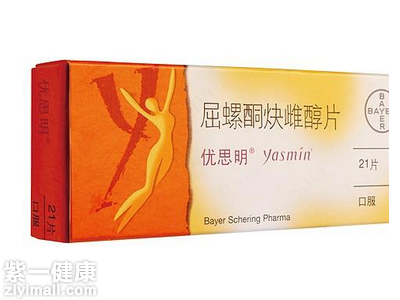 优思明®
21片
口服
屈螺酮炔雌醇片
优思明® yasmin®
Bayer Schering Pharma
BAYER
BAYER
21片
口服
紫一健康
ziyimall.com